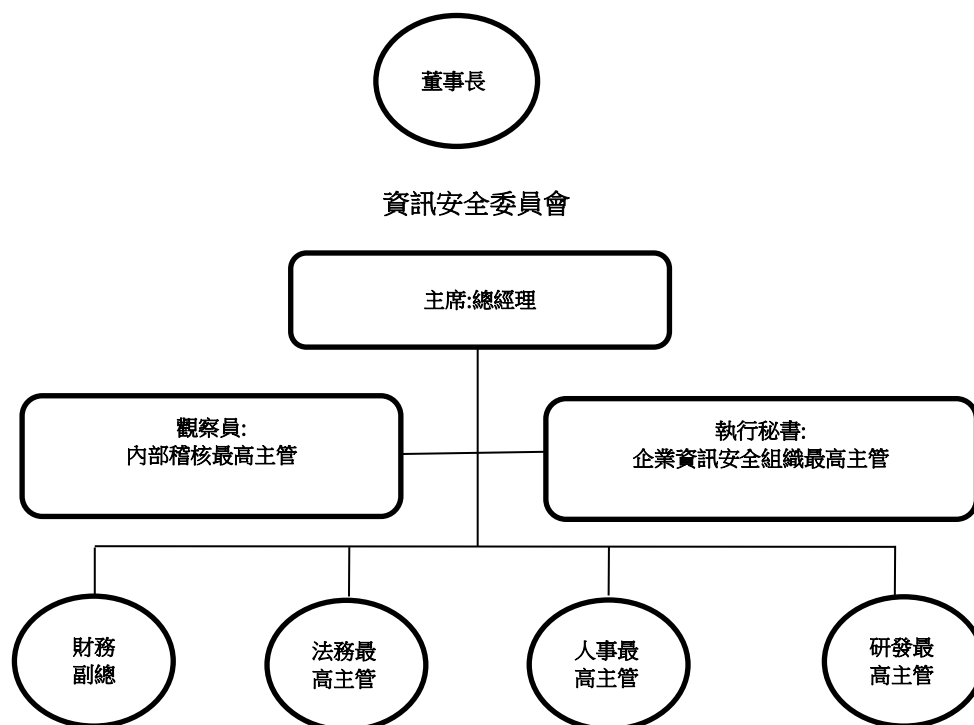 董事長
資訊安全委員會
主席:總經理
觀察員:
內部稽核最高主管
執行秘書:
企業資訊安全組織最高主管
財務
副總
法務最
高主管
人事最
高主管
研發最
高主管